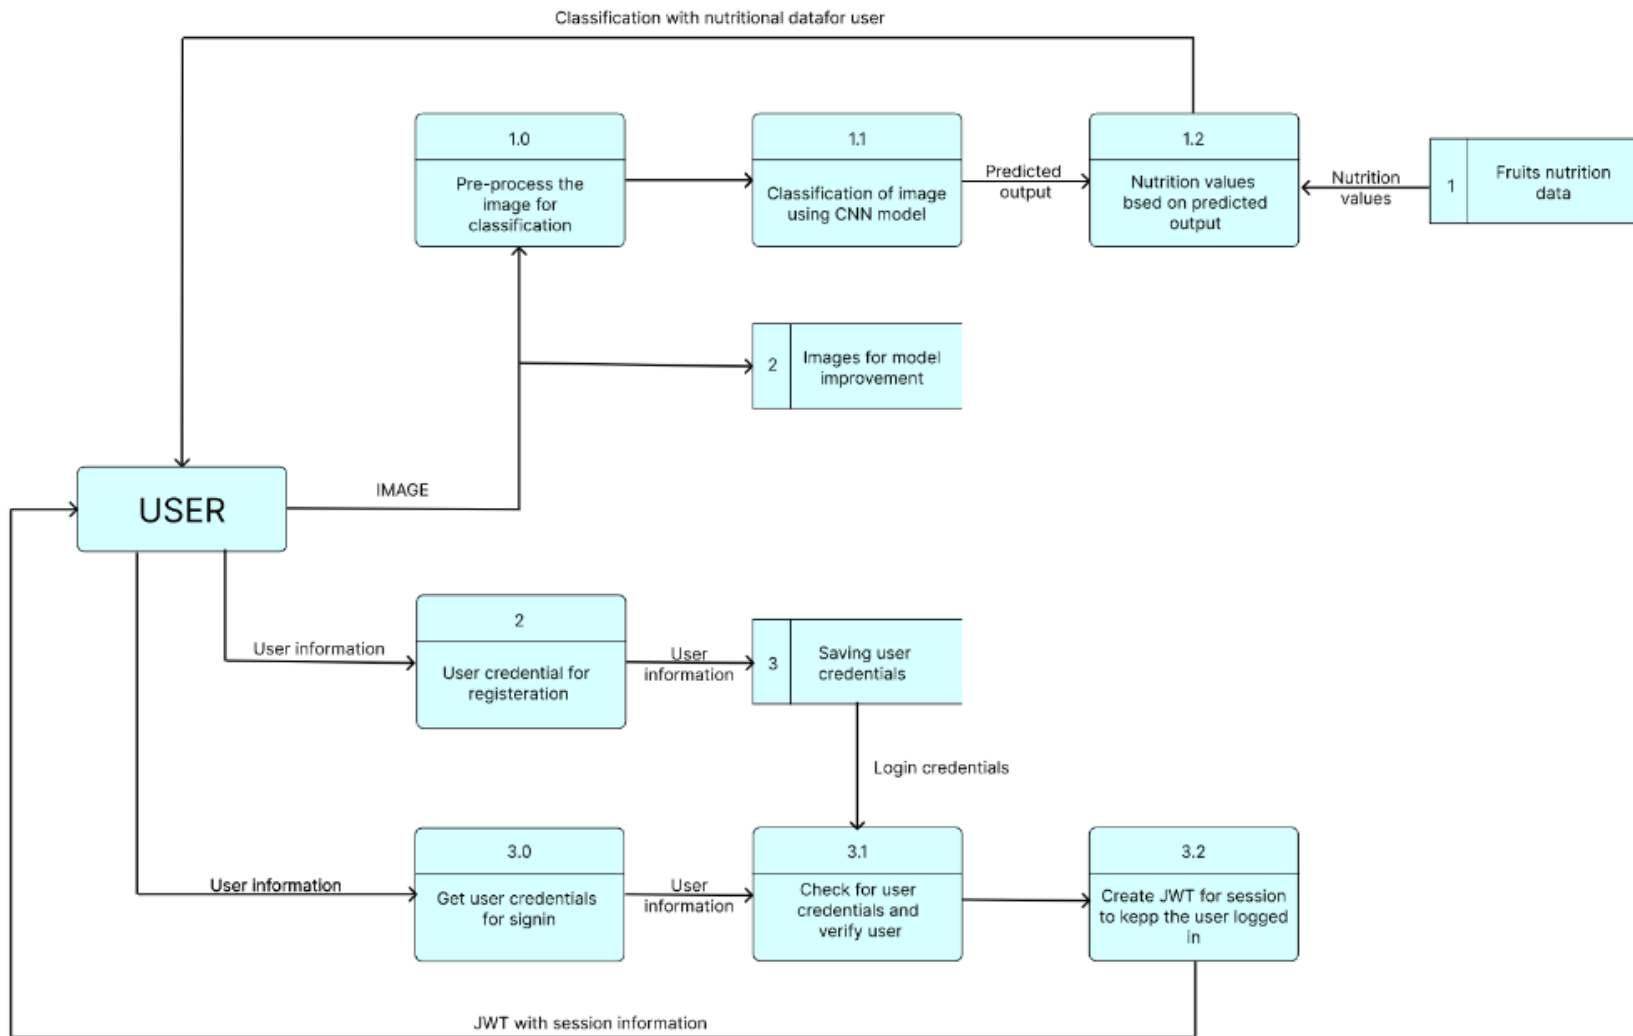 Classification with nutritional datafor user
1.0
Pre-process the
image for
classification
1.1
Classification of image
using CNN model
Predicted
output
1.2
Nutrition values
bsed on predicted
output
Nutrition
values
1
Fruits nutrition
data
2
Images for model
improvement
USER
IMAGE
User information
2
User credential for
registeration
User
information
3
Saving user
credentials
Login credentials
User information
3.0
Get user credentials
for signin
User
information
3.1
Check for user
credentials and
verify user
3.2
Create JWT for session
to kepp the user logged
in
JWT with session information